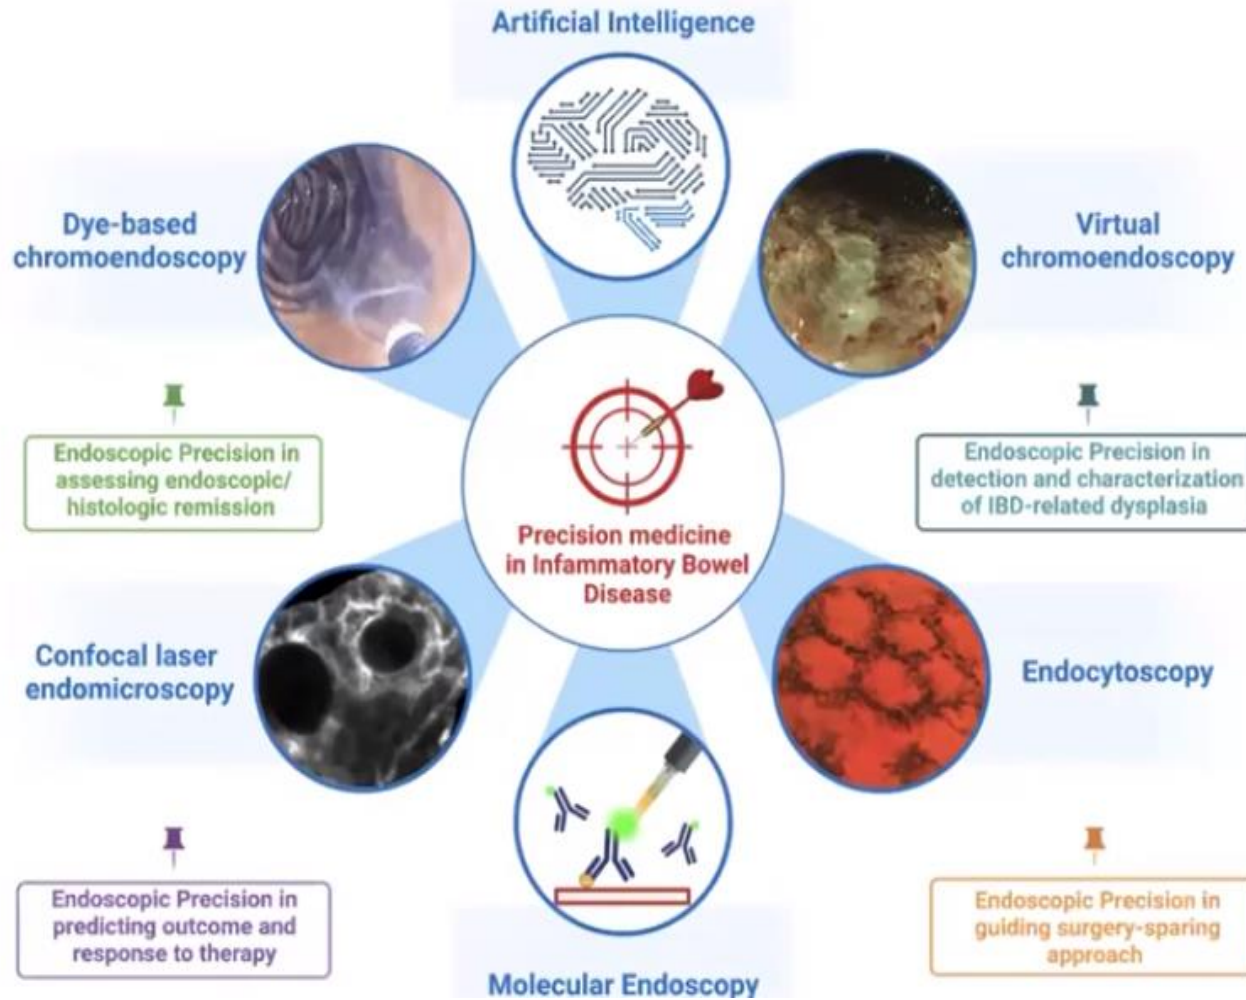 Artificial Intelligence
Dye-based
chromoendoscopy
Virtual
chromoendoscopy
Endoscopic Precision in
assessing endoscopic/
histologic remission
Endoscopic Precision in
detection and characterization
of IBD-related dysplasia
Precision medicine
in Infammatory Bowel
Disease
Confocal laser
endomicroscopy
Endocytoscopy
Endoscopic Precision in
predicting outcome and
response to therapy
Endoscopic Precision in
guiding surgery-sparing
approach
Molecular Endoscopy